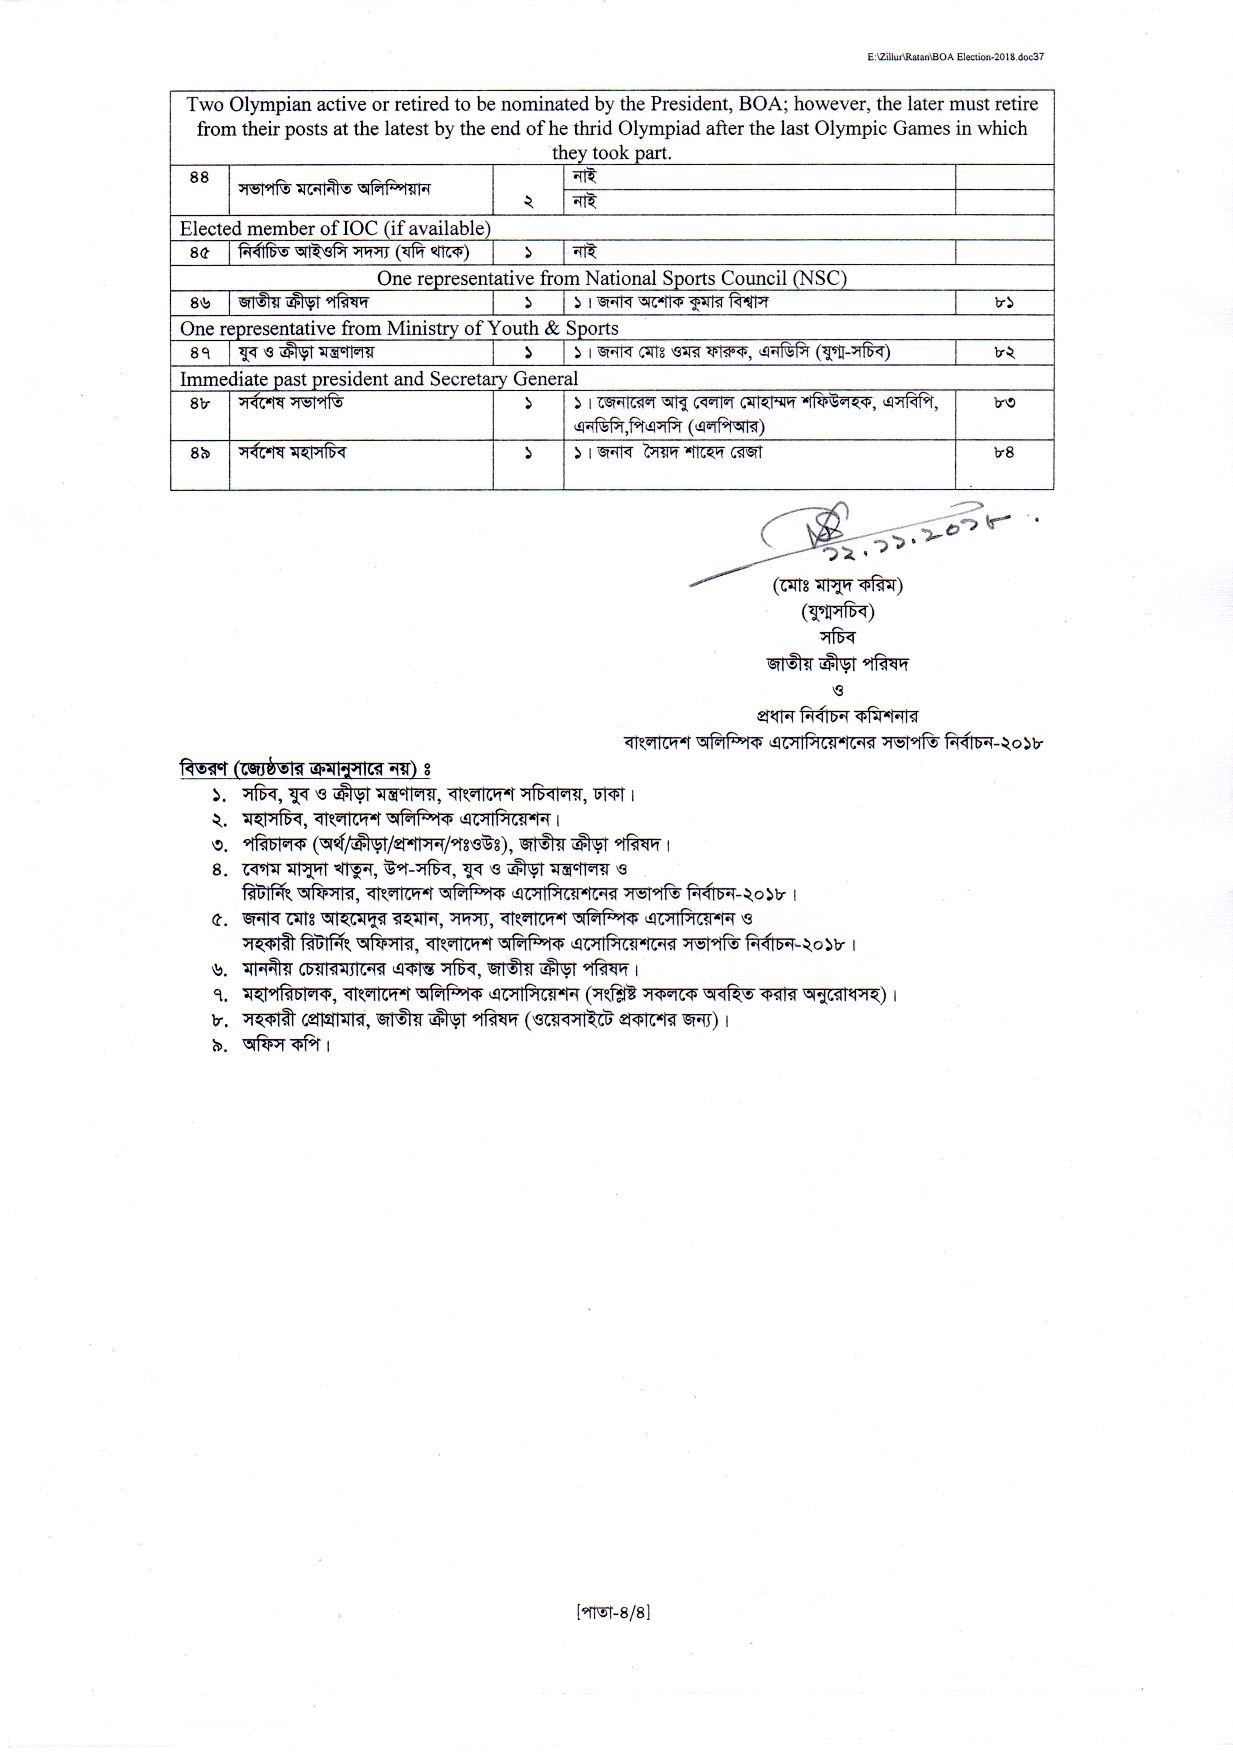 E:\Zillur\Ratan\BOA Election-2018.doc37
Two Olympian active or retired to be nominated by the President, BOA; however, the later must retire
from their posts at the latest by the end of he thrid Olympiad after the last Olympic Games in which
they took part.
৪৪ সভাপতি মনোনীত অলিম্পিয়ান ২ নাই
নাই
Elected member of IOC (if available)
৪৫ নির্বাচিত আইওসি সদস্য (যদি থাকে) ১ নাই
One representative from National Sports Council (NSC)
৪৬ জাতীয় ক্রীড়া পরিষদ ১ ১। জনাব অশোক কুমার বিশ্বাস ৮১
One representative from Ministry of Youth & Sports
৪৭ যুব ও ক্রীড়া মন্ত্রণালয় ১ ১। জনাব মোঃ ওমর ফারুক, এনডিসি (যুগ্ম-সচিব) ৮২
Immediate past president and Secretary General
৪৮ সর্বশেষ সভাপতি ১ ১। জেনারেল আবু বেলাল মোহাম্মদ শফিউলহক, এসবিপি, ৮৩
এনডিসি,পিএসসি (এলপিআর)
৪৯ সর্বশেষ মহাসচিব ১ ১। জনাব সৈয়দ শাহেদ রেজা ৮৪
১২.১১.২০১৮
(মোঃ মাসুদ করিম)
(যুগ্মসচিব)
সচিব
জাতীয় ক্রীড়া পরিষদ
ও
প্রধান নির্বাচন কমিশনার
বাংলাদেশ অলিম্পিক এসোসিয়েশনের সভাপতি নির্বাচন-২০১৮
বিতরণ (জ্যেষ্ঠতার ক্রমানুসারে নয়) ঃ
১. সচিব, যুব ও ক্রীড়া মন্ত্রণালয়, বাংলাদেশ সচিবালয়, ঢাকা।
২. মহাসচিব, বাংলাদেশ অলিম্পিক এসোসিয়েশন।
৩. পরিচালক (অর্থ/ক্রীড়া/প্রশাসন/পঃওউঃ), জাতীয় ক্রীড়া পরিষদ।
৪. বেগম মাসুদা খাতুন, উপ-সচিব, যুব ও ক্রীড়া মন্ত্রণালয় ও
রিটার্নিং অফিসার, বাংলাদেশ অলিম্পিক এসোসিয়েশনের সভাপতি নির্বাচন-২০১৮।
৫. জনাব মোঃ আহমেদুর রহমান, সদস্য, বাংলাদেশ অলিম্পিক এসোসিয়েশন ও
সহকারী রিটার্নিং অফিসার, বাংলাদেশ অলিম্পিক এসোসিয়েশনের সভাপতি নির্বাচন-২০১৮।
৬. মাননীয় চেয়ারম্যানের একান্ত সচিব, জাতীয় ক্রীড়া পরিষদ।
৭. মহাপরিচালক, বাংলাদেশ অলিম্পিক এসোসিয়েশন (সংশ্লিষ্ট সকলকে অবহিত করার অনুরোধসহ)।
৮. সহকারী প্রোগ্রামার, জাতীয় ক্রীড়া পরিষদ (ওয়েবসাইটে প্রকাশের জন্য)।
৯. অফিস কপি।
[পাতা-৪/৪]